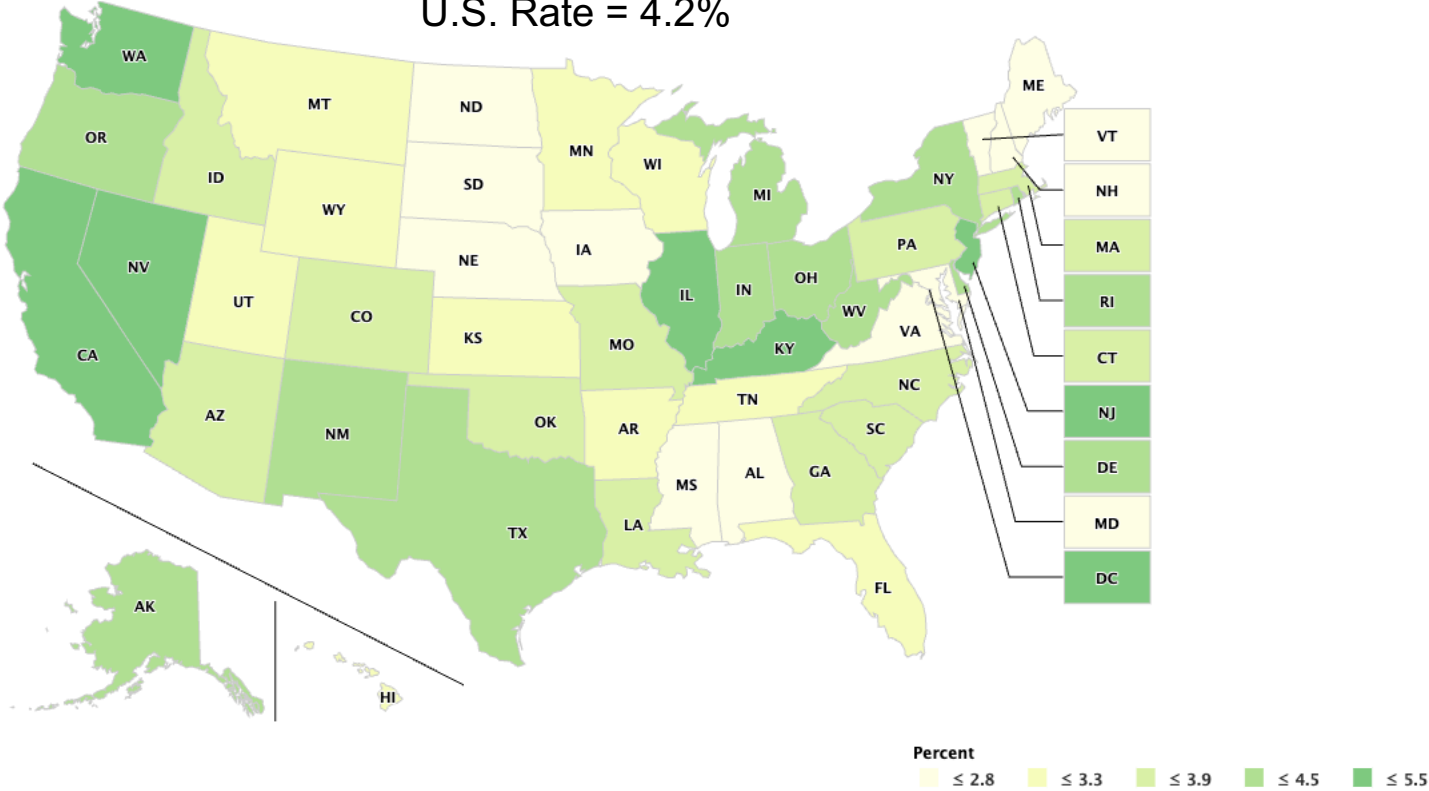 U.S. Rate = 4.2%
WA
MT
ND
ME
OR
MN
VT
ID
SD
WI
NY
NH
WY
MI
MA
NV
NE
IA
PA
UT
CO
IL
IN
OH
RI
WV
CA
KS
MO
KY
VA
CT
AZ
NM
OK
AR
TN
NC
NJ
SC
MS
AL
GA
DE
TX
LA
MD
AK
FL
DC
HI
Percent
≤ 2.8 ≤ 3.3 ≤ 3.9 ≤ 4.5 ≤ 5.5